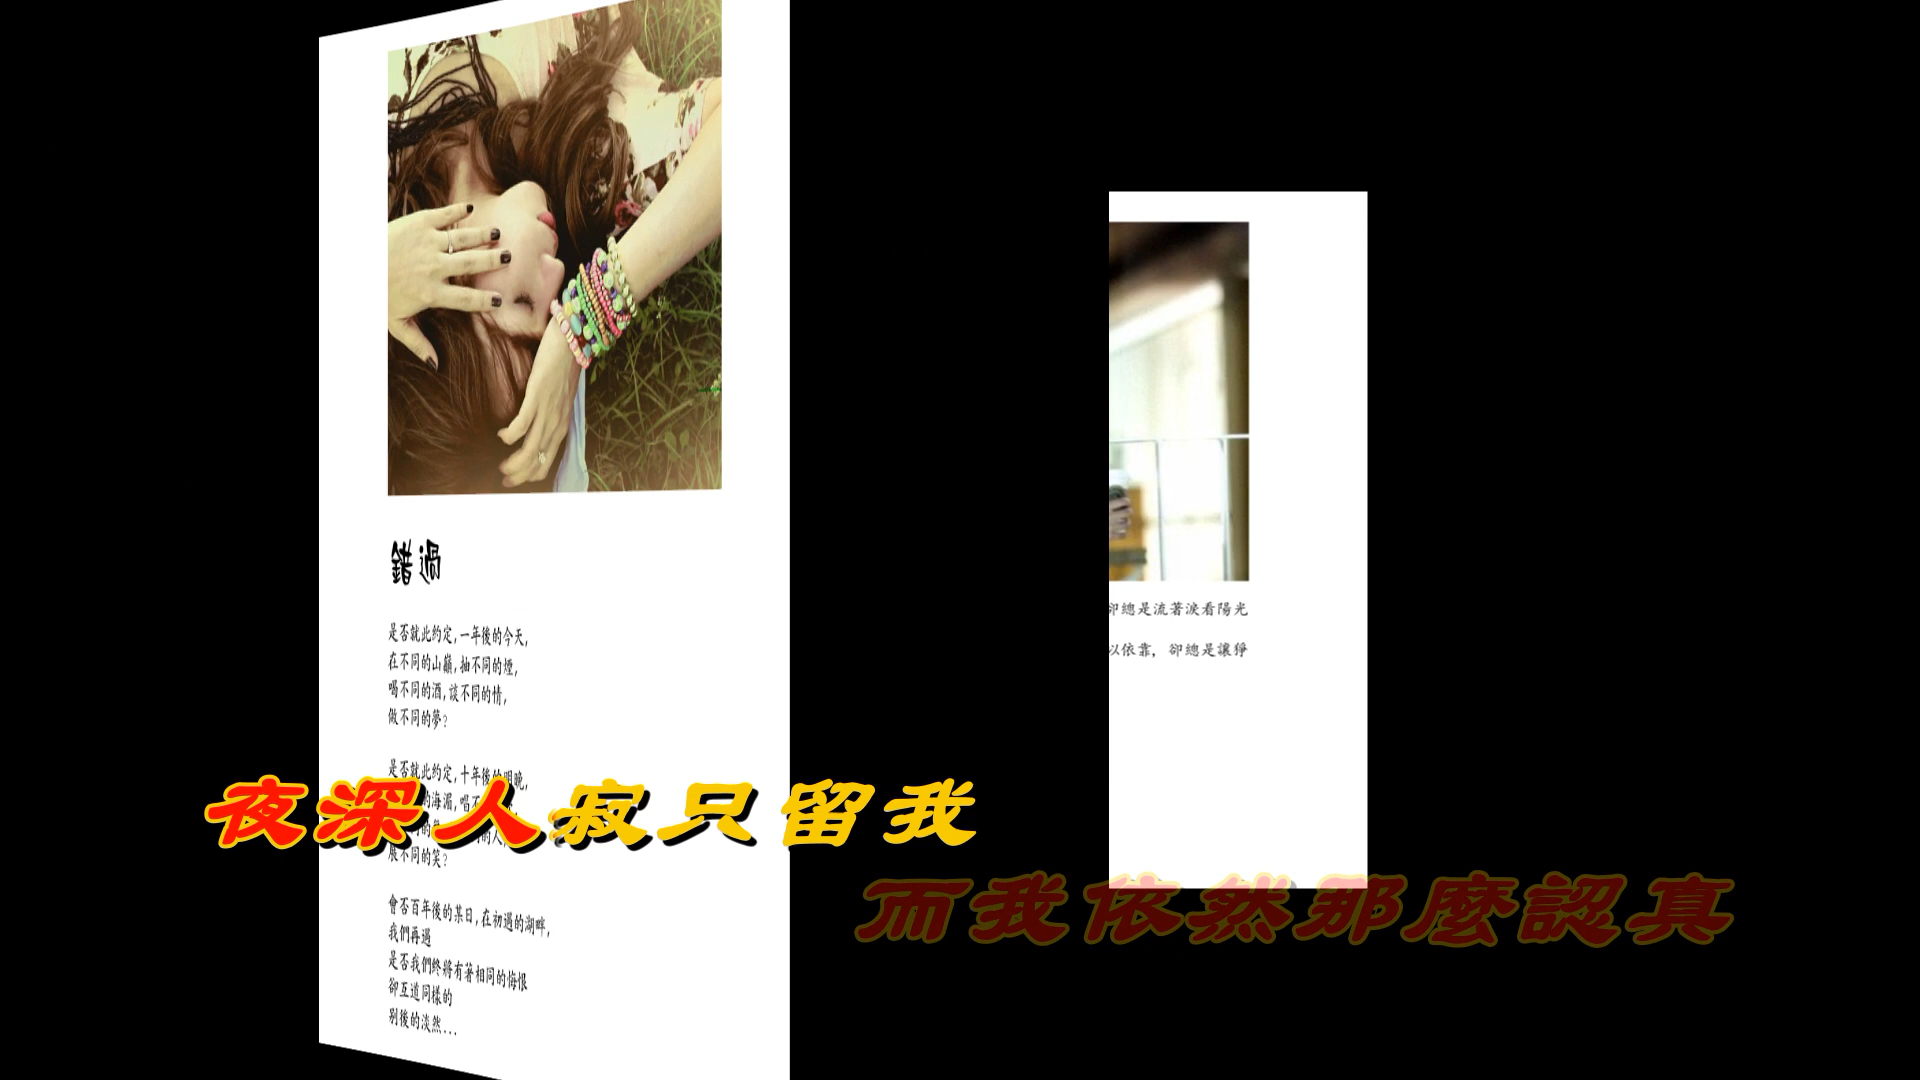 錯過
是否就此約定,一年後的今天,
在不同的山巔,抽不同的煙,
喝不同的酒,談不同的情,
做不同的夢?
是否就此約定,十年後的明晚,
的海湄,唱不
展不同的笑?
會否百年後的某日,在初遇的湖畔,
我們再遇
是否我們終將有著相同的悔恨
卻互道同樣的
別後的淡然...
卻總是流著淚看陽光
以依靠, 卻總是讓猙
夜深人寂只留我
而我依然那麼認真